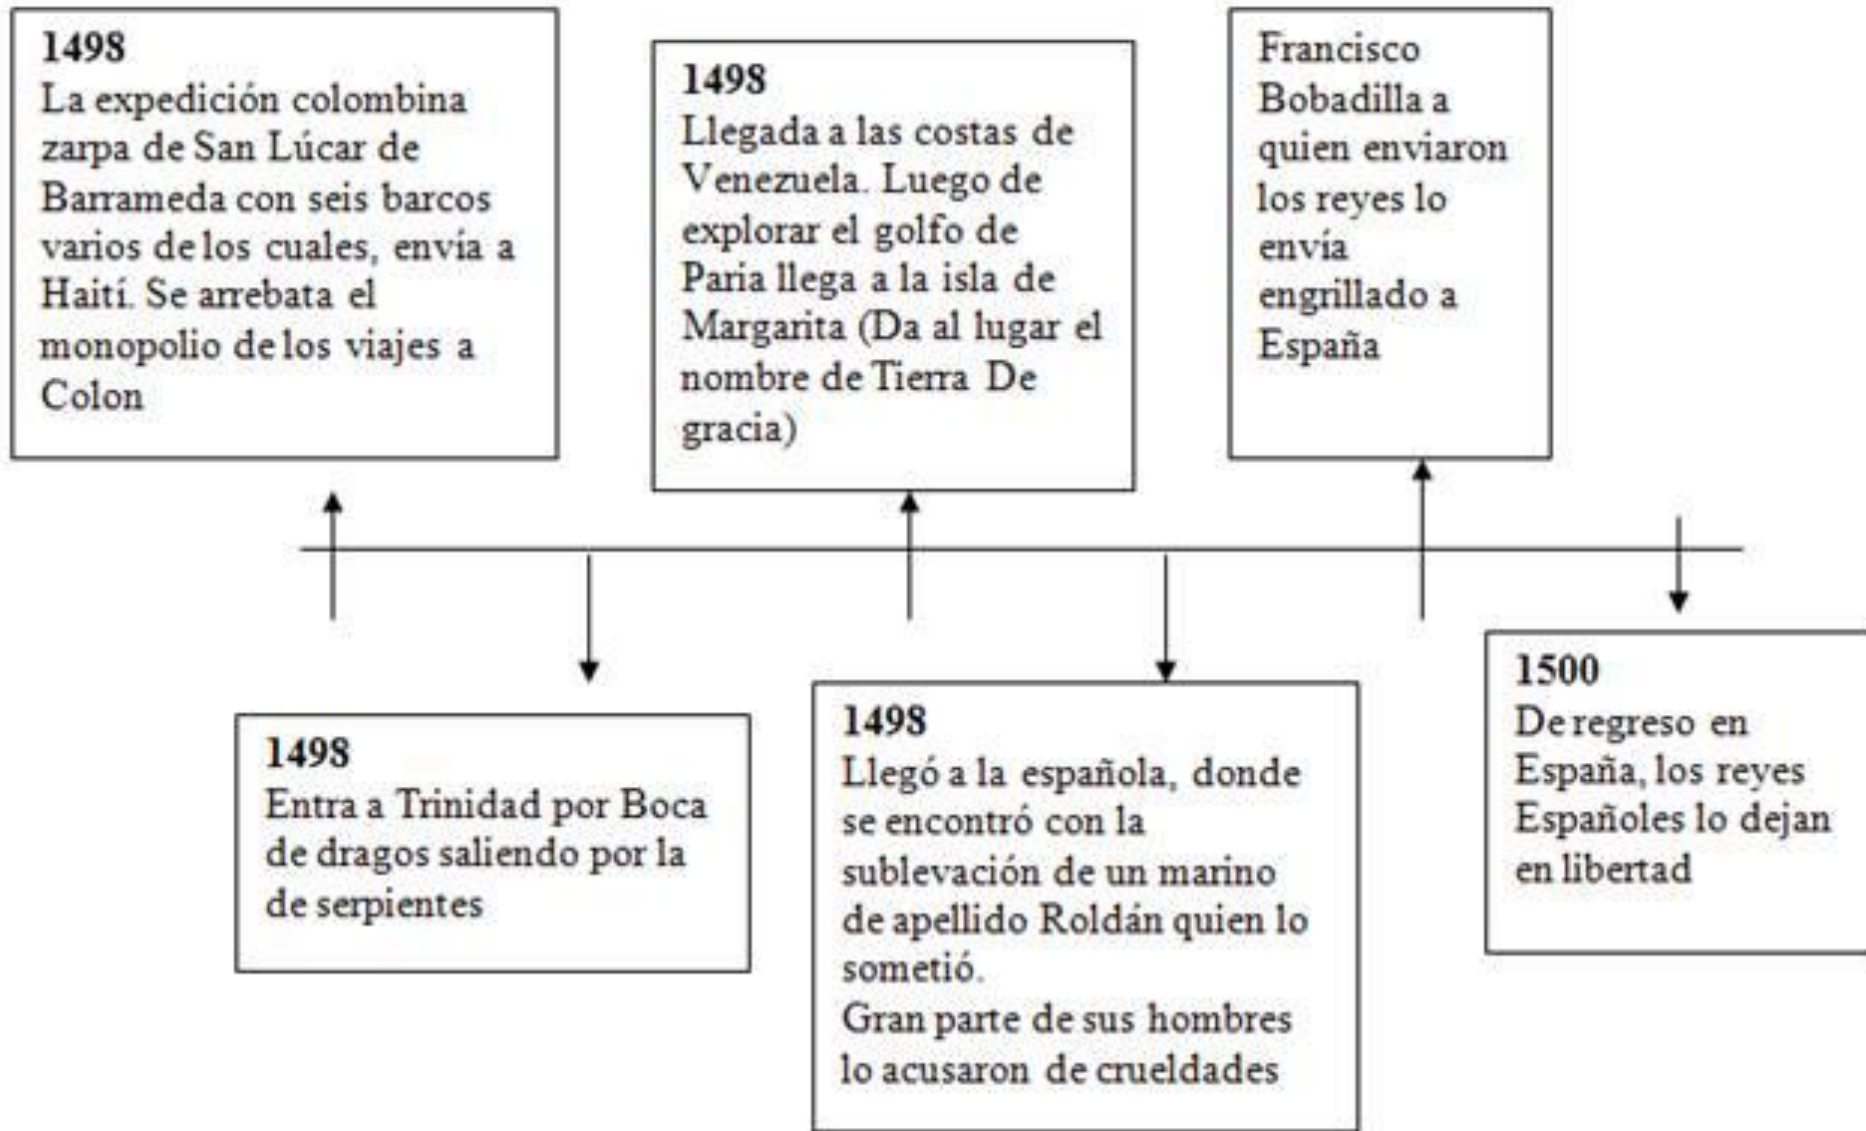 1498
La expedición colombina
zarpa de San Lúcar de
Barrameda con seis barcos
varios de los cuales, envía a
Haití. Se arrebata el
monopolio de los viajes a
Colon
1498
Entra a Trinidad por Boca
de dragos saliendo por la
de serpientes
1498
Llegada a las costas de
Venezuela. Luego de
explorar el golfo de
Paria llega a la isla de
Margarita (Da al lugar el
nombre de Tierra De
gracia)
1498
Llegó a la española, donde
se encontró con la
sublevación de un marino
de apellido Roldán quien lo
sometió.
Gran parte de sus hombres
lo acusaron de crueldades
Francisco
Bobadilla a
quien enviaron
los reyes lo
envía
engrillado a
España
1500
De regreso en
España, los reyes
Españoles lo dejan
en libertad